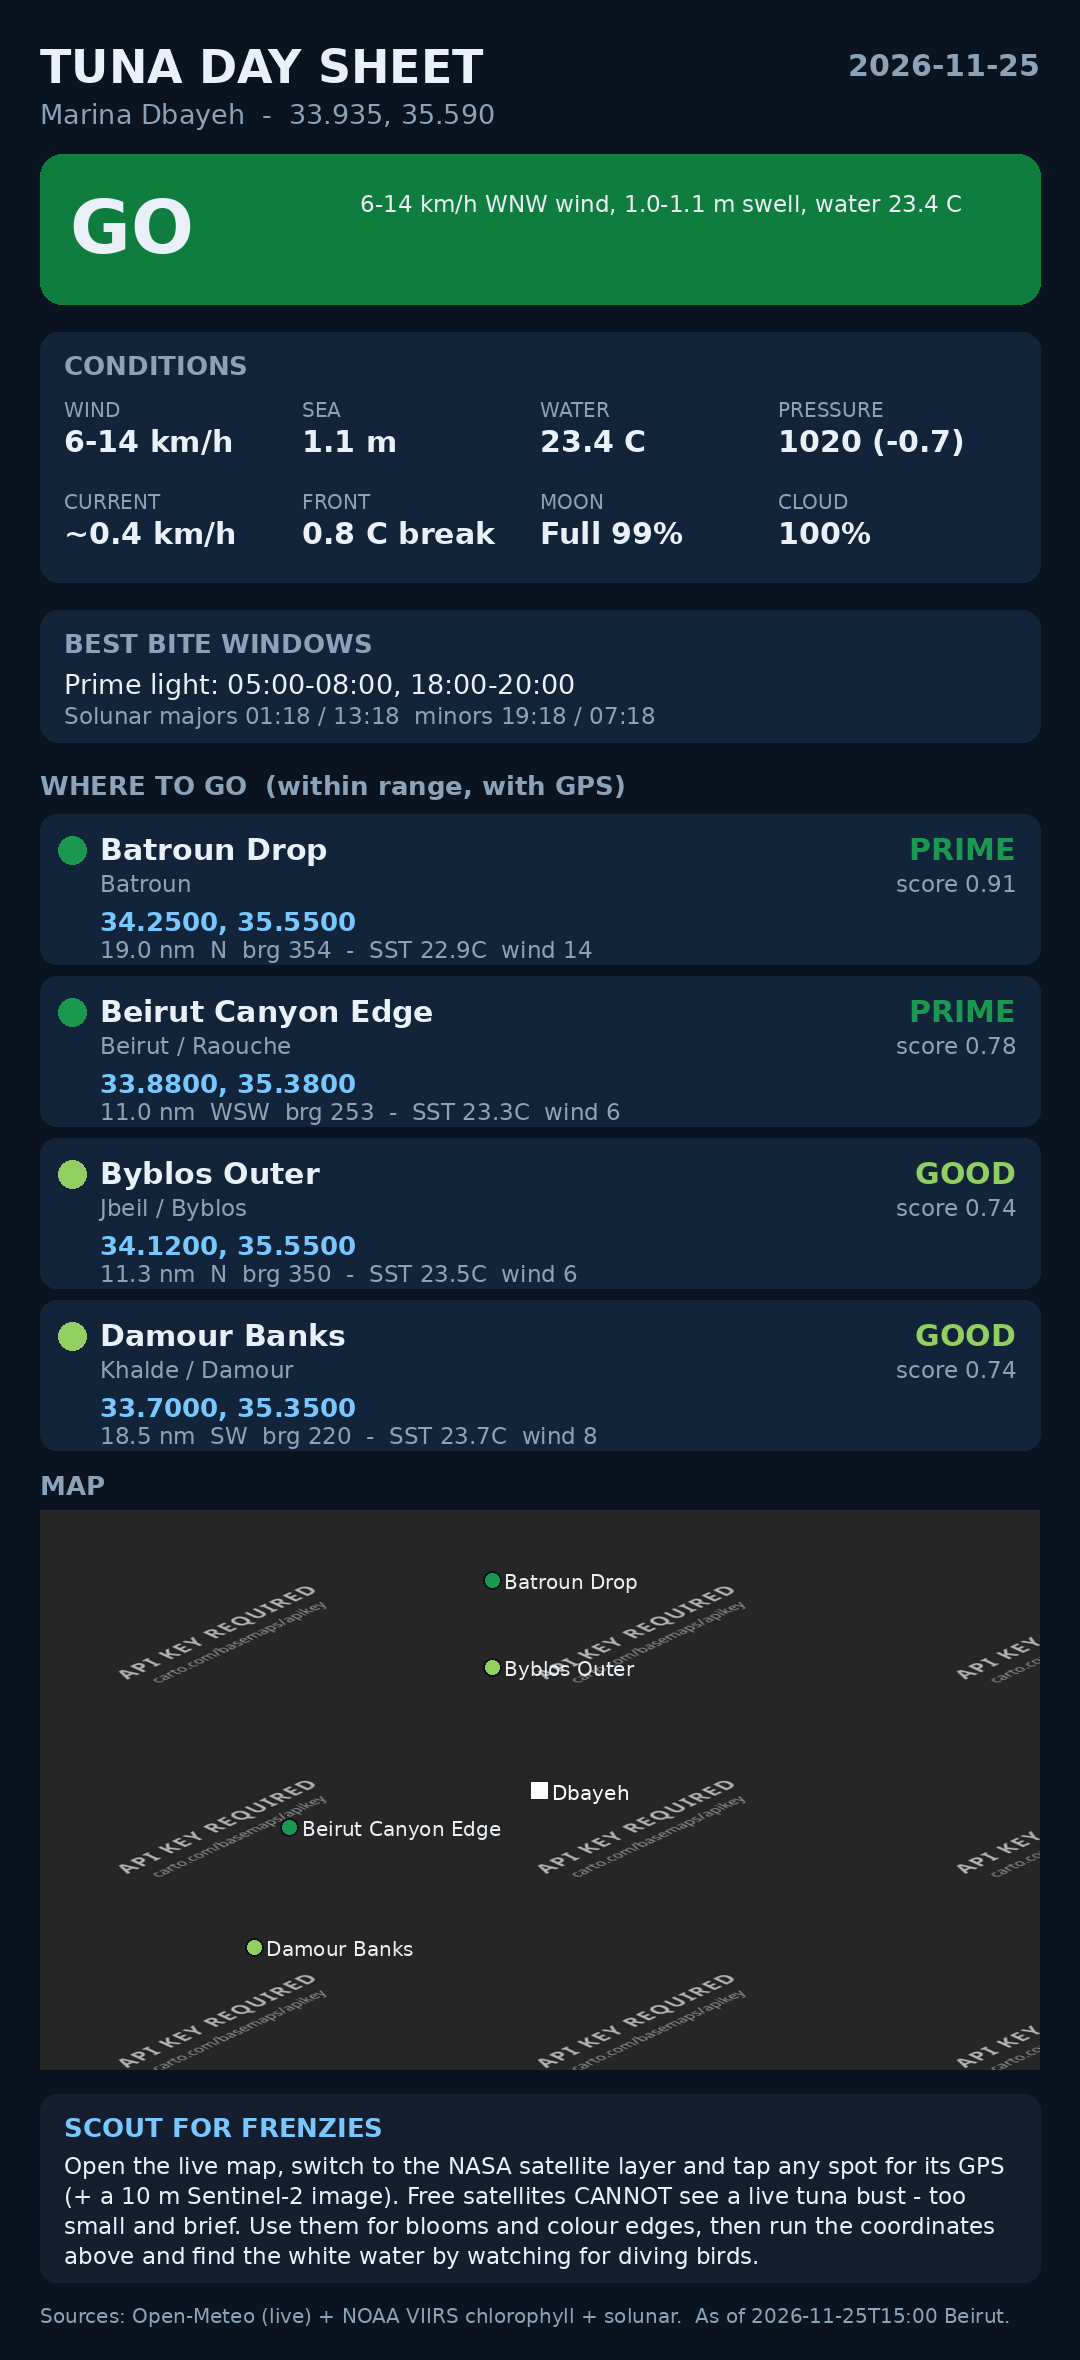 TUNA DAY SHEET
2026-11-25
Marina Dbayeh  -  33.935, 35.590
GO
6-14 km/h WNW wind, 1.0-1.1 m swell, water 23.4 C
CONDITIONS
WIND SEA WATER PRESSURE
6-14 km/h 1.1 m 23.4 C 1020 (-0.7)
CURRENT FRONT MOON CLOUD
~0.4 km/h 0.8 C break Full 99% 100%
BEST BITE WINDOWS
Prime light: 05:00-08:00, 18:00-20:00
Solunar majors 01:18 / 13:18  minors 19:18 / 07:18
WHERE TO GO  (within range, with GPS)
Batroun Drop PRIME
Batroun score 0.91
34.2500, 35.5500
19.0 nm  N  brg 354  -  SST 22.9C  wind 14
Beirut Canyon Edge PRIME
Beirut / Raouche score 0.78
33.8800, 35.3800
11.0 nm  WSW  brg 253  -  SST 23.3C  wind 6
Byblos Outer GOOD
Jbeil / Byblos score 0.74
34.1200, 35.5500
11.3 nm  N  brg 350  -  SST 23.5C  wind 6
Damour Banks GOOD
Khalde / Damour score 0.74
33.7000, 35.3500
18.5 nm  SW  brg 220  -  SST 23.7C  wind 8
MAP
Batroun Drop
API KEY REQUIRED
carto.com/basemaps/apikey
API KEY REQUIRED
carto.com/basemaps/apikey
API KEY
Byblos Outer
Dbayeh
API KEY REQUIRED
carto.com/basemaps/apikey
API KEY REQUIRED
carto.com/basemaps/apikey
API KEY
Beirut Canyon Edge
Damour Banks
API KEY REQUIRED
carto.com/basemaps/apikey
API KEY REQUIRED
carto.com/basemaps/apikey
API KEY
SCOUT FOR FRENZIES
Open the live map, switch to the NASA satellite layer and tap any spot for its GPS
(+ a 10 m Sentinel-2 image). Free satellites CANNOT see a live tuna bust - too
small and brief. Use them for blooms and colour edges, then run the coordinates
above and find the white water by watching for diving birds.
Sources: Open-Meteo (live) + NOAA VIIRS chlorophyll + solunar.  As of 2026-11-25T15:00 Beirut.